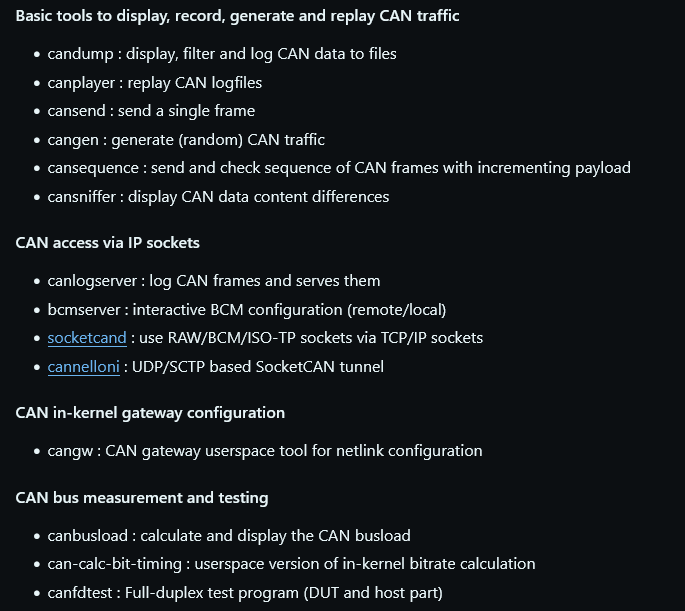 Basic tools to display, record, generate and replay CAN traffic
• candump : display, filter and log CAN data to files
• canplayer : replay CAN logfiles
• cansend : send a single frame
• cangen : generate (random) CAN traffic
• cansequence : send and check sequence of CAN frames with incrementing payload
• cansniffer : display CAN data content differences
CAN access via IP sockets
• canlogserver : log CAN frames and serves them
• bcmserver : interactive BCM configuration (remote/local)
• socketcand : use RAW/BCM/ISO-TP sockets via TCP/IP sockets
• cannelloni : UDP/SCTP based SocketCAN tunnel
CAN in-kernel gateway configuration
• cangw : CAN gateway userspace tool for netlink configuration
CAN bus measurement and testing
• canbusload : calculate and display the CAN busload
• can-calc-bit-timing : userspace version of in-kernel bitrate calculation
• canfdtest : Full-duplex test program (DUT and host part)